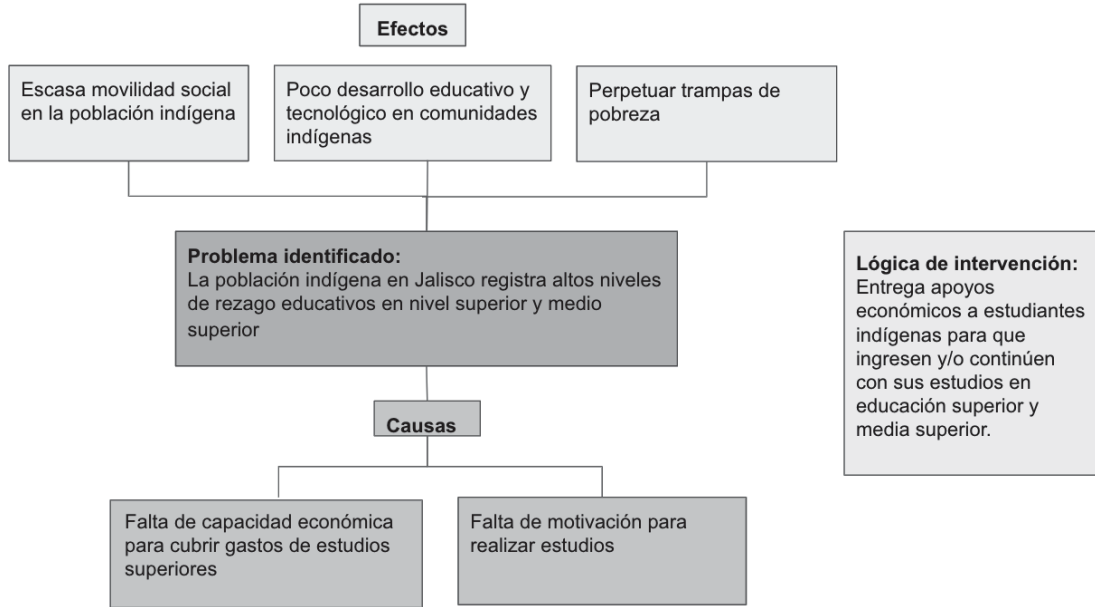 Efectos
Escasa movilidad social
en la población indígena
Poco desarrollo educativo y
tecnológico en comunidades
indígenas
Perpetuar trampas de
pobreza
Problema identificado:
La población indígena en Jalisco registra altos niveles
de rezago educativos en nivel superior y medio
superior
Lógica de intervención:
Entrega apoyos
económicos a estudiantes
indígenas para que
ingresen y/o continúen
con sus estudios en
educación superior y
media superior.
Causas
Falta de capacidad económica
para cubrir gastos de estudios
superiores
Falta de motivación para
realizar estudios